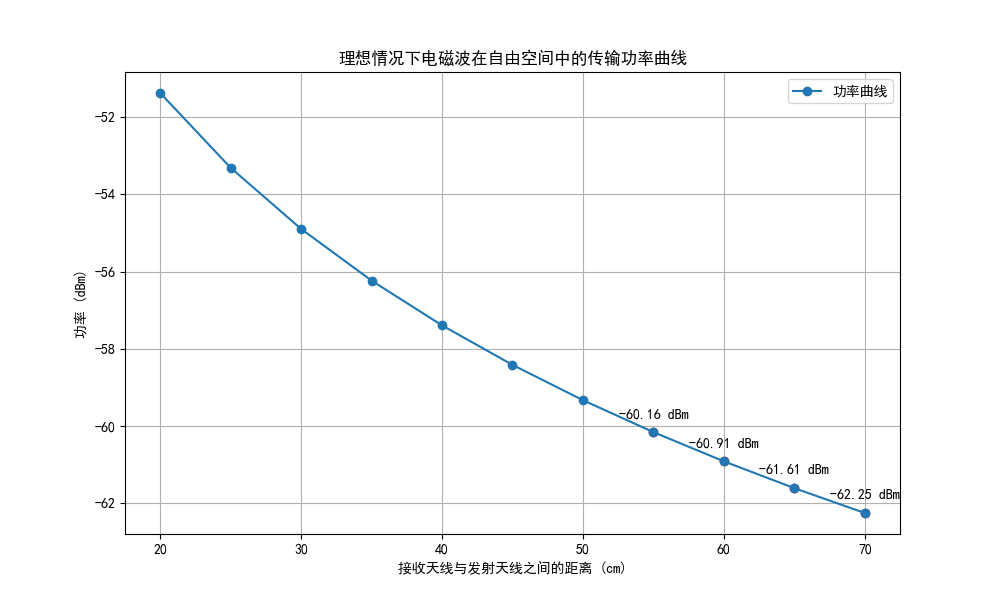 理想情况下电磁波在自由空间中的传输功率曲线
功率曲线
−52
−54
−56
−58
−60
−62
功率 (dBm)
−60.16 dBm
−60.91 dBm
−61.61 dBm
−62.25 dBm
20 30 40 50 60 70
接收天线与发射天线之间的距离 (cm)